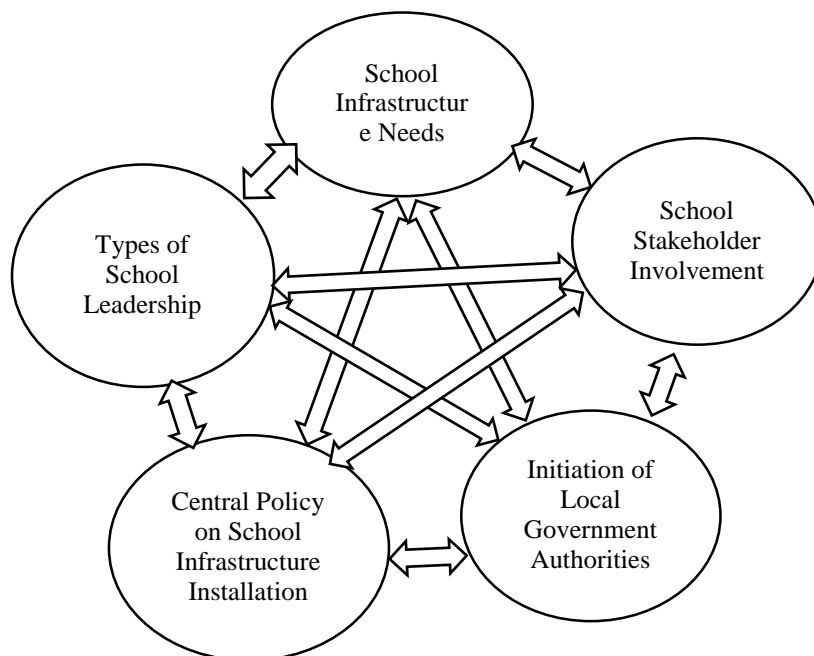 School
Infrastructur
e Needs
Types of
School
Leadership
School
Stakeholder
Involvement
Central Policy
on School
Infrastructure
Installation
Initiation of
Local
Government
Authorities